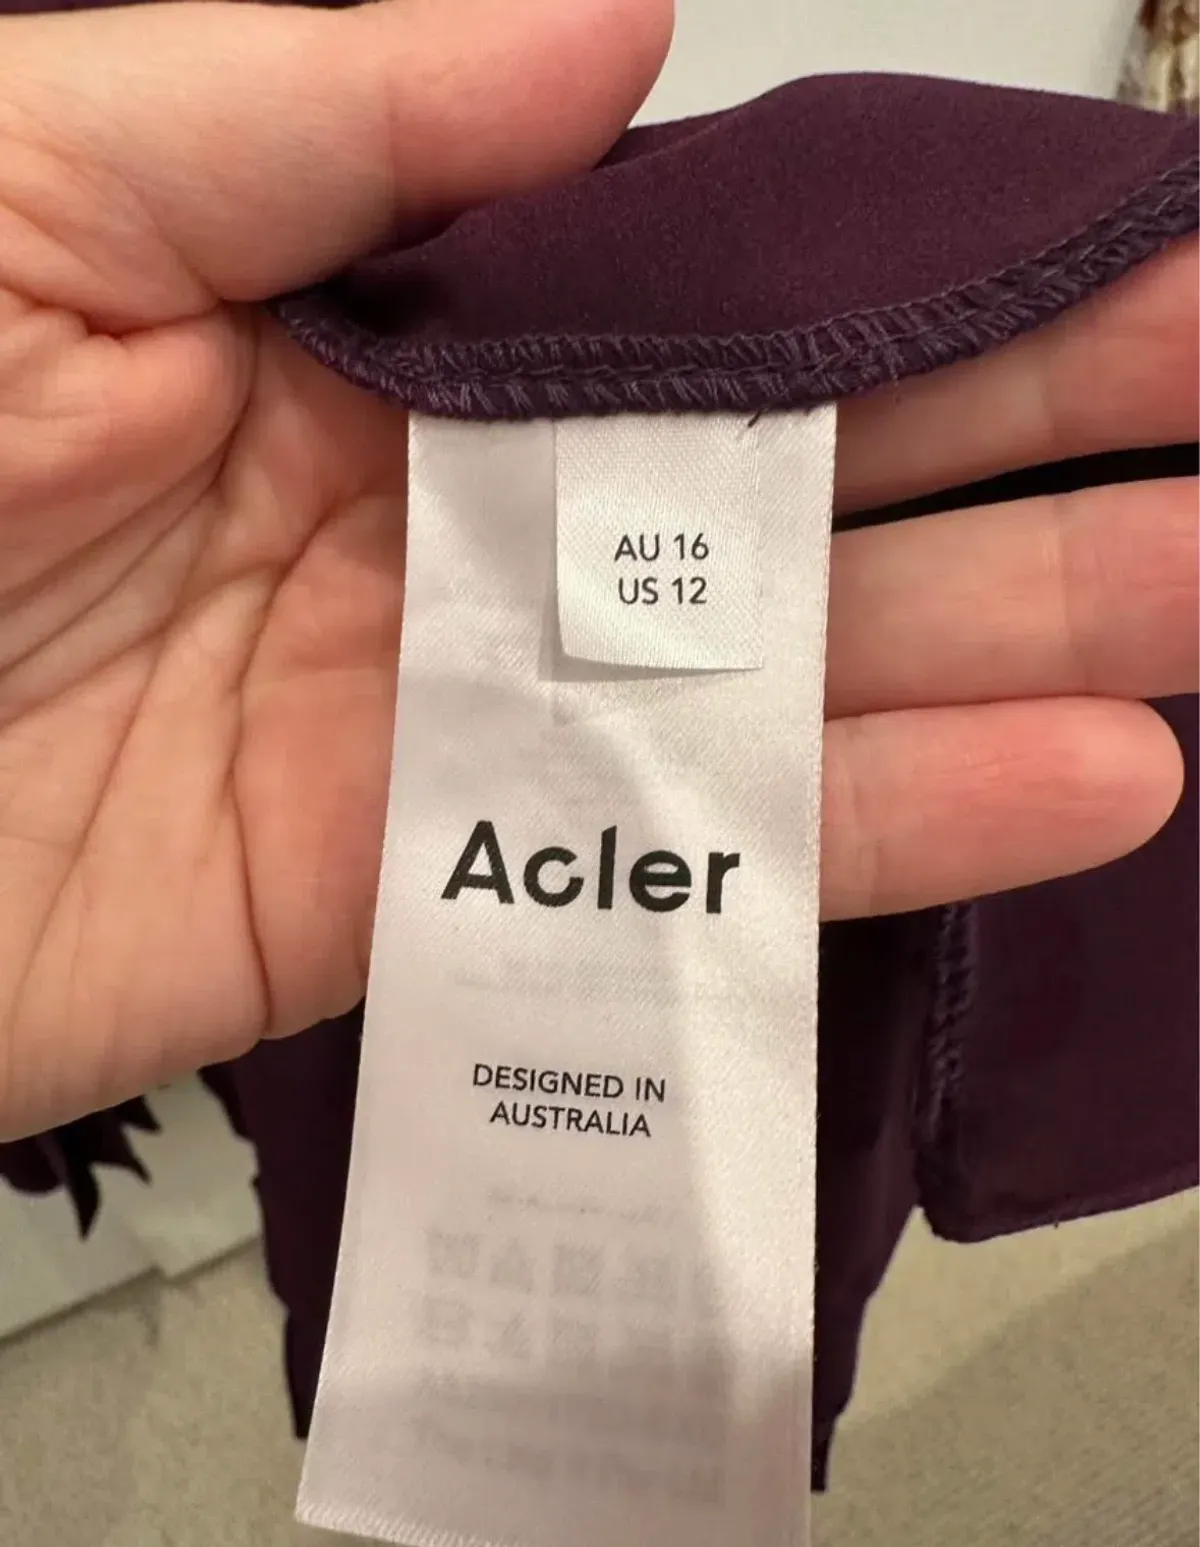 AU 16
US 12
Acler
DESIGNED IN
AUSTRALIA